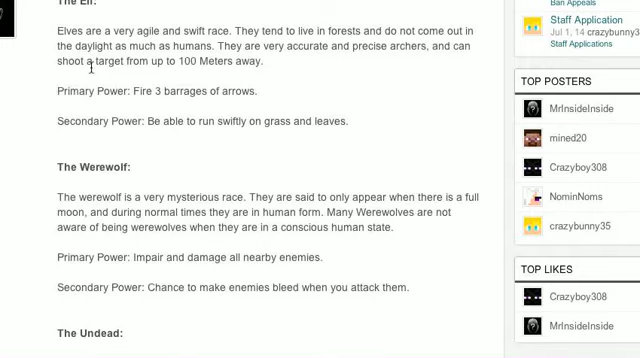 The Elf:
Elves are a very agile and swift race. They tend to live in forests and do not come out in
the daylight as much as humans. They are very accurate and precise archers, and can
shoot a target from up to 100 Meters away.
Primary Power: Fire 3 barrages of arrows.
Secondary Power: Be able to run swiftly on grass and leaves.
The Werewolf:
The werewolf is a very mysterious race. They are said to only appear when there is a full
moon, and during normal times they are in human form. Many Werewolves are not
aware of being werewolves when they are in a conscious human state.
Primary Power: Impair and damage all nearby enemies.
Secondary Power: Chance to make enemies bleed when you attack them.
The Undead:
Ban Appeals
Staff Application
Jul 1, 14 crazybunny3
Staff Applications
TOP POSTERS
MrInsideInside
mined20
Crazyboy308
NominNoms
crazybunny35
TOP LIKES
Crazyboy308
MrInsideInside